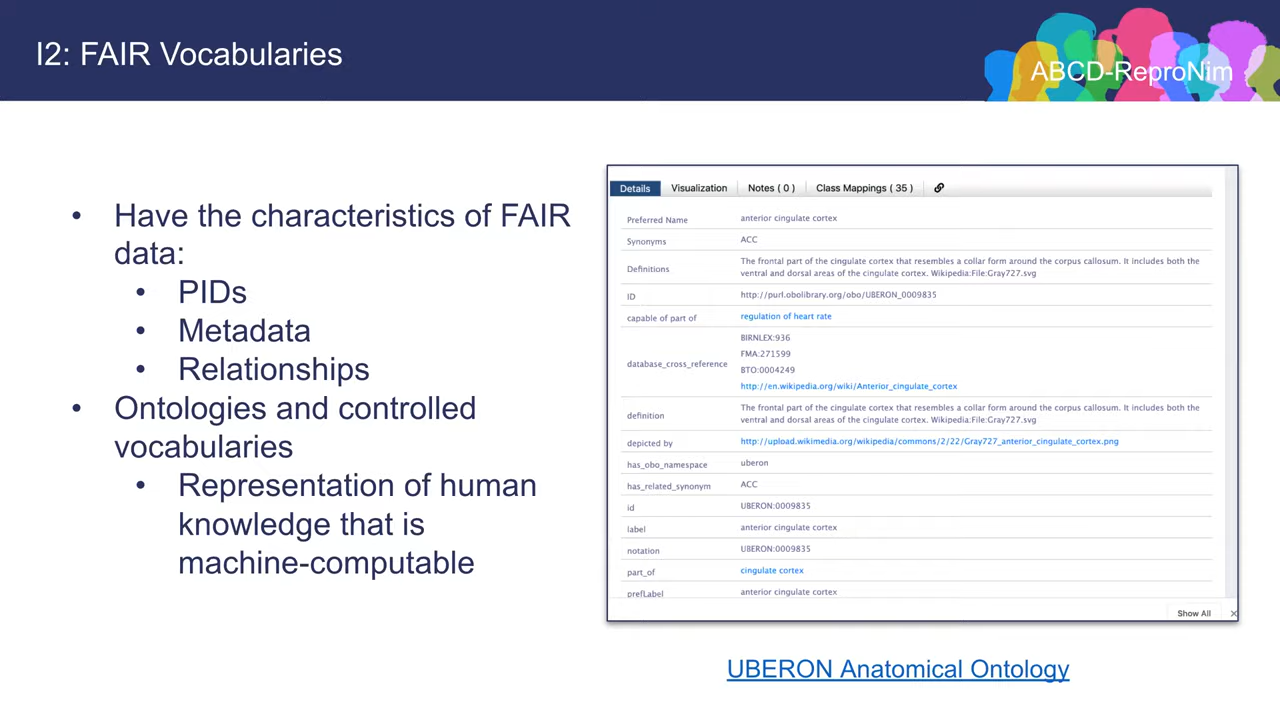 I2: FAIR Vocabularies
ABCD-ReproNim
• Have the characteristics of FAIR
data:
• PIDs
• Metadata
• Relationships
• Ontologies and controlled
vocabularies
• Representation of human
knowledge that is
machine-computable
Details Visualization Notes ( 0 ) Class Mappings ( 35 )
Preferred Name anterior cingulate cortex
Synonyms ACC
Definitions The frontal part of the cingulate cortex that resembles a collar form around the corpus callosum. It includes both the
ventral and dorsal areas of the cingulate cortex. Wikipedia:File:Gray727.svg
ID http://purl.obolibrary.org/obo/UBERON_0009835
capable of part of regulation of heart rate
database_cross_reference BIRNLEX:936
FMA:271599
BTO:0004249
http://en.wikipedia.org/wiki/Anterior_cingulate_cortex
definition The frontal part of the cingulate cortex that resembles a collar form around the corpus callosum. It includes both the
ventral and dorsal areas of the cingulate cortex. Wikipedia:File:Gray727.svg
depicted by http://upload.wikimedia.org/wikipedia/commons/2/22/Gray727_anterior_cingulate_cortex.png
has_obo_namespace uberon
has_related_synonym ACC
id UBERON:0009835
label anterior cingulate cortex
notation UBERON:0009835
part_of cingulate cortex
prefLabel anterior cingulate cortex
Show All ×
UBERON Anatomical Ontology